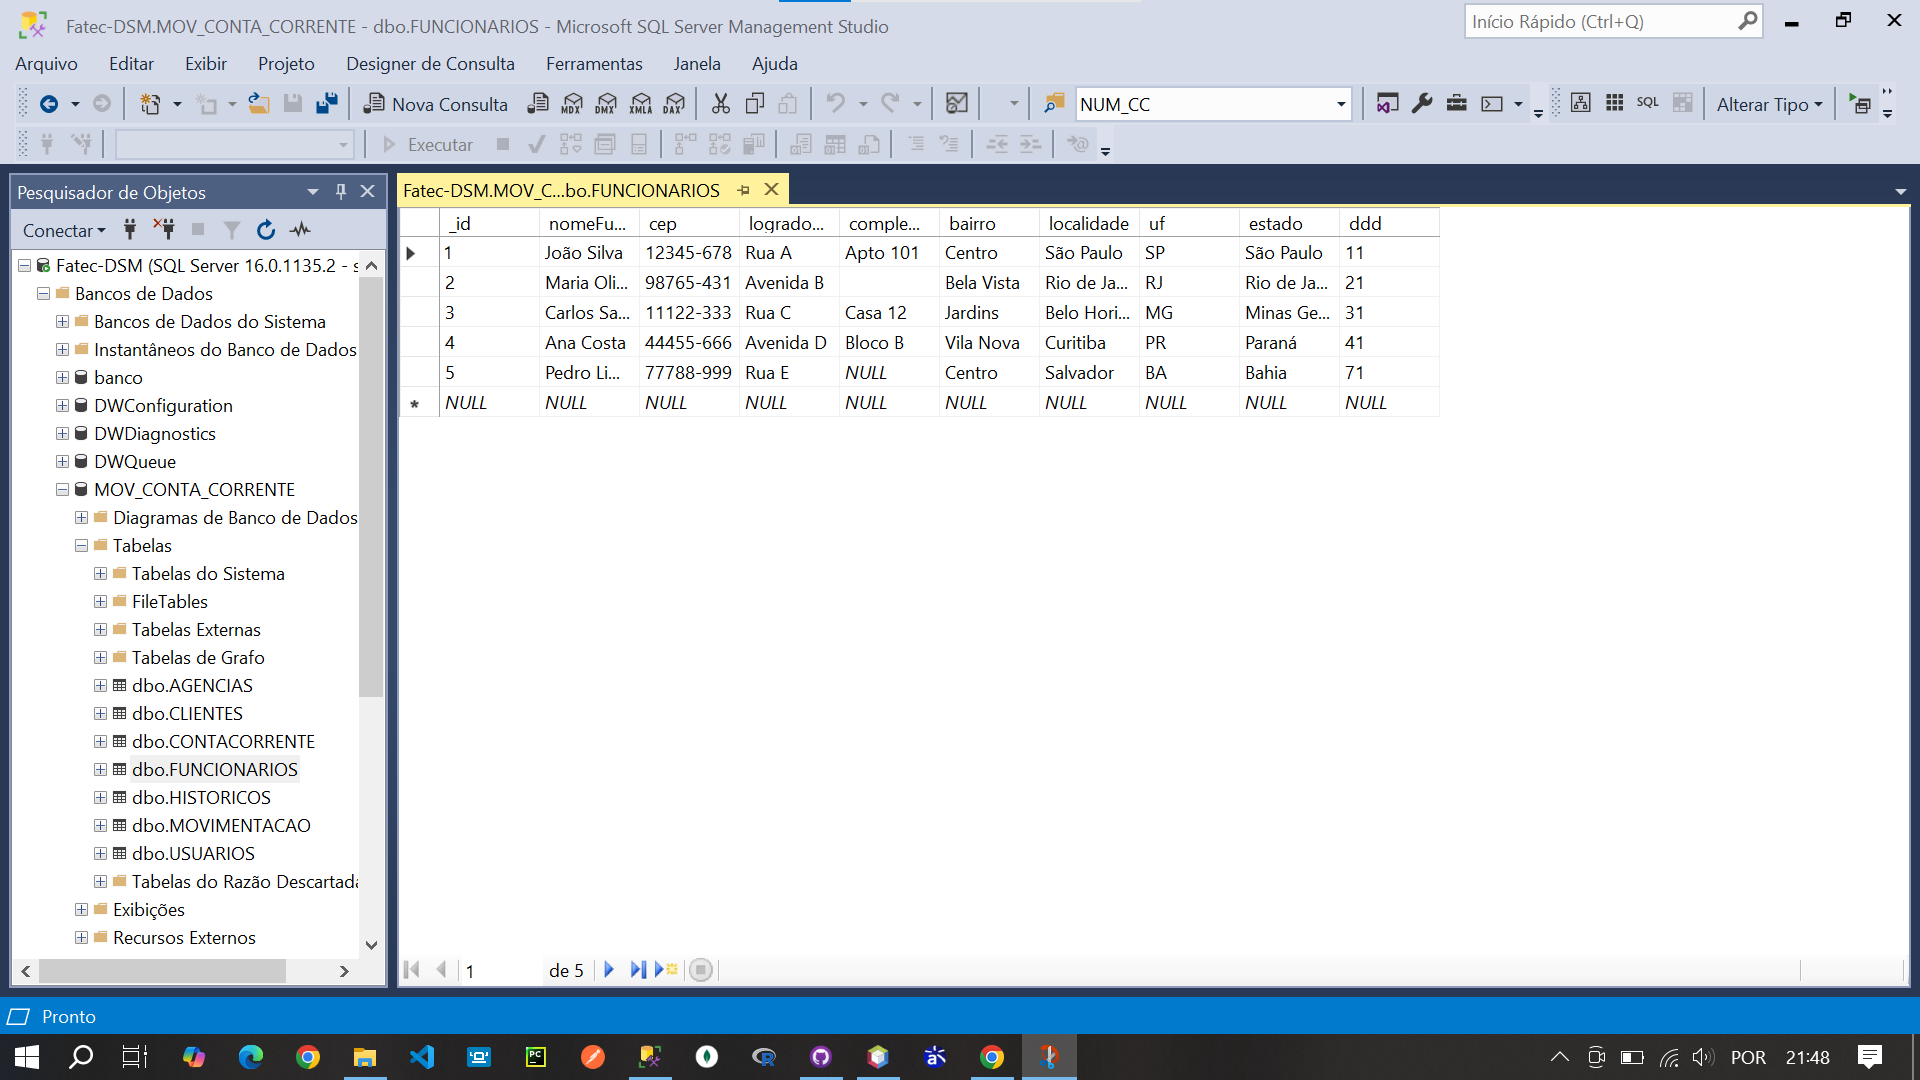 Fatec-DSM.MOV_CONTA_CORRENTE - dbo.FUNCIONARIOS - Microsoft SQL Server Management Studio
Início Rápido (Ctrl+Q)
Arquivo Editar Exibir Projeto Designer de Consulta Ferramentas Janela Ajuda
Nova Consulta MDX DMX XMLA DAX NUM_CC SQL Alterar Tipo
Executar
Pesquisador de Objetos
Conectar
Fatec-DSM (SQL Server 16.0.1135.2 - s
Bancos de Dados
Bancos de Dados do Sistema
Instantâneos do Banco de Dados
banco
DWConfiguration
DWDiagnostics
DWQueue
MOV_CONTA_CORRENTE
Diagramas de Banco de Dados
Tabelas
Tabelas do Sistema
FileTables
Tabelas Externas
Tabelas de Grafo
dbo.AGENCIAS
dbo.CLIENTES
dbo.CONTACORRENTE
dbo.FUNCIONARIOS
dbo.HISTORICOS
dbo.MOVIMENTACAO
dbo.USUARIOS
Tabelas do Razão Descartada
Exibições
Recursos Externos
Fatec-DSM.MOV_C...bo.FUNCIONARIOS
_id nomeFu... cep logrado... comple... bairro localidade uf estado ddd
1 João Silva 12345-678 Rua A Apto 101 Centro São Paulo SP São Paulo 11
2 Maria Oli... 98765-431 Avenida B Bela Vista Rio de Ja... RJ Rio de Ja... 21
3 Carlos Sa... 11122-333 Rua C Casa 12 Jardins Belo Hori... MG Minas Ge... 31
4 Ana Costa 44455-666 Avenida D Bloco B Vila Nova Curitiba PR Paraná 41
5 Pedro Li... 77788-999 Rua E NULL Centro Salvador BA Bahia 71
NULL NULL NULL NULL NULL NULL NULL NULL NULL NULL
1 de 5
Pronto
PC R POR 21:48